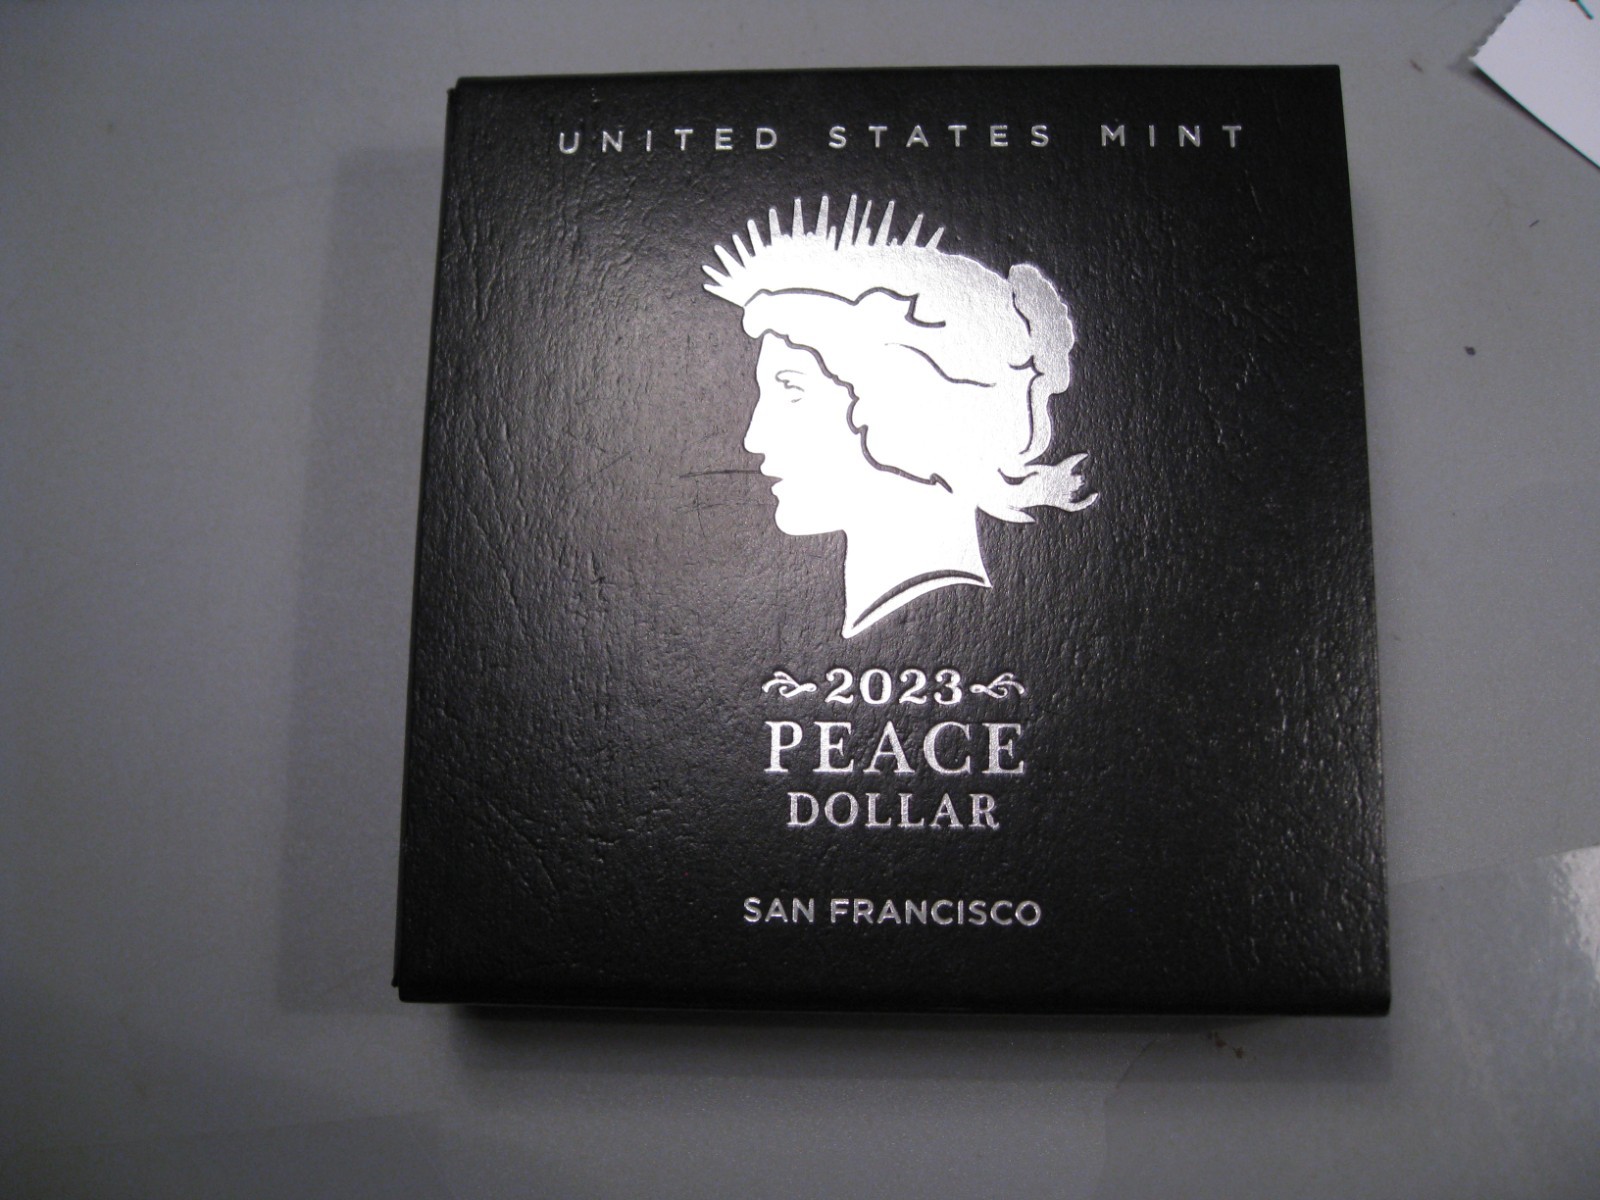 UNITED STATES MINT
2023
PEACE
DOLLAR
SAN FRANCISCO